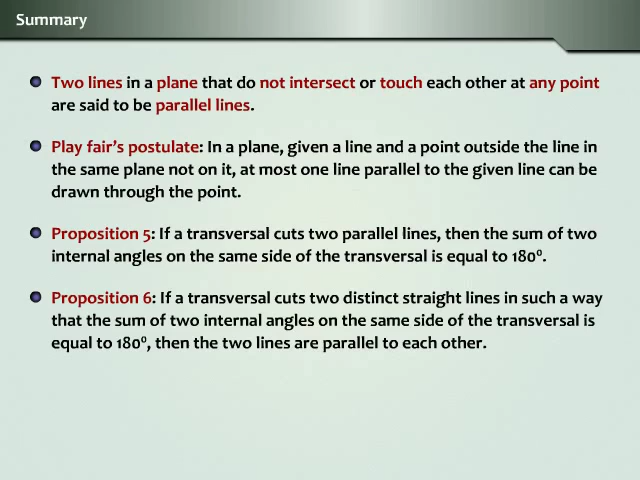 Summary
Two lines in a plane that do not intersect or touch each other at any point
are said to be parallel lines.
Play fair's postulate: In a plane, given a line and a point outside the line in
the same plane not on it, at most one line parallel to the given line can be
drawn through the point.
Proposition 5: If a transversal cuts two parallel lines, then the sum of two
internal angles on the same side of the transversal is equal to 180⁰.
Proposition 6: If a transversal cuts two distinct straight lines in such a way
that the sum of two internal angles on the same side of the transversal is
equal to 180⁰, then the two lines are parallel to each other.